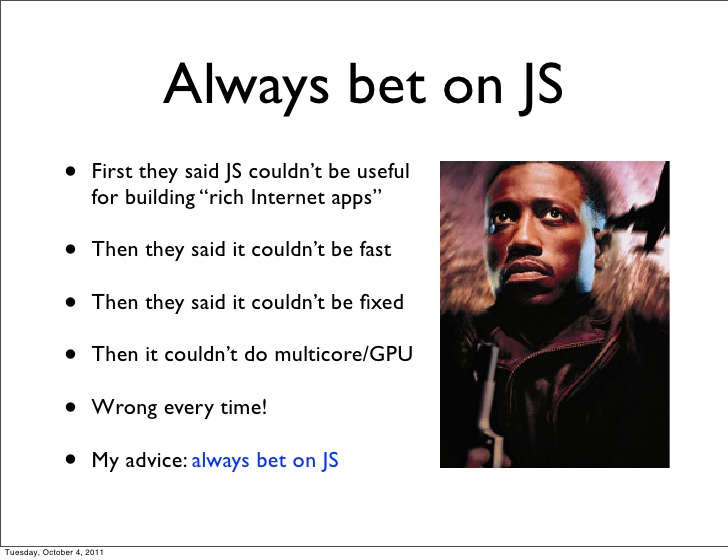 Always bet on JS
• First they said JS couldn’t be useful
for building “rich Internet apps”
• Then they said it couldn’t be fast
• Then they said it couldn’t be fixed
• Then it couldn’t do multicore/GPU
• Wrong every time!
• My advice: always bet on JS
Tuesday, October 4, 2011